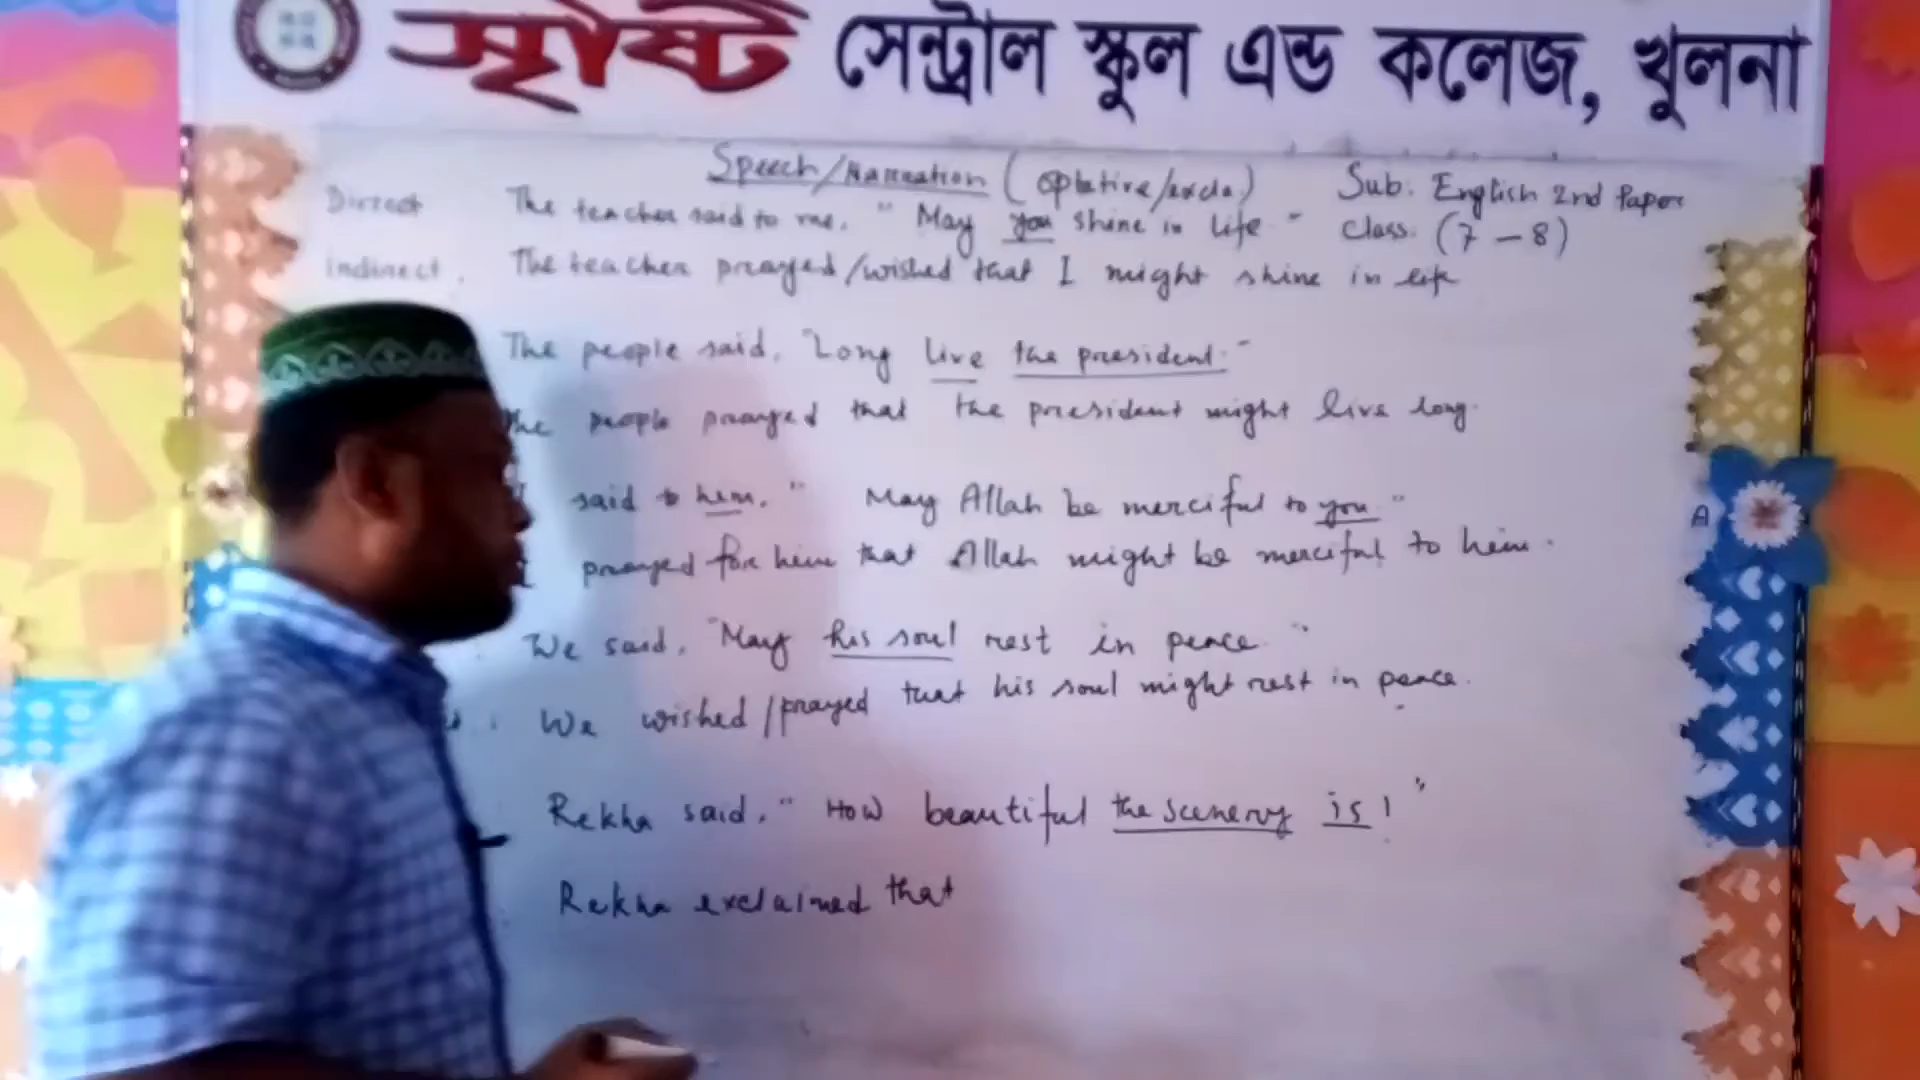 সৃষ্টি সেন্ট্রাল স্কুল এন্ড কলেজ, খুলনা
Speech/Narration (optative/excla)
Sub: English 2nd Paper
Class: (7 – 8)
Direct The teacher said to me, "May you shine in life."
indirect. The teacher prayed/wished that I might shine in life
The people said, "Long live the president."
The people prayed that the president might live long.
said to him, "May Allah be merciful to you"
prayed for him that Allah might be merciful to him.
A
We said, "May his soul rest in peace."
We wished/prayed that his soul might rest in peace.
Rekha said, "How beautiful the scenery is!"
Rekha exclaimed that